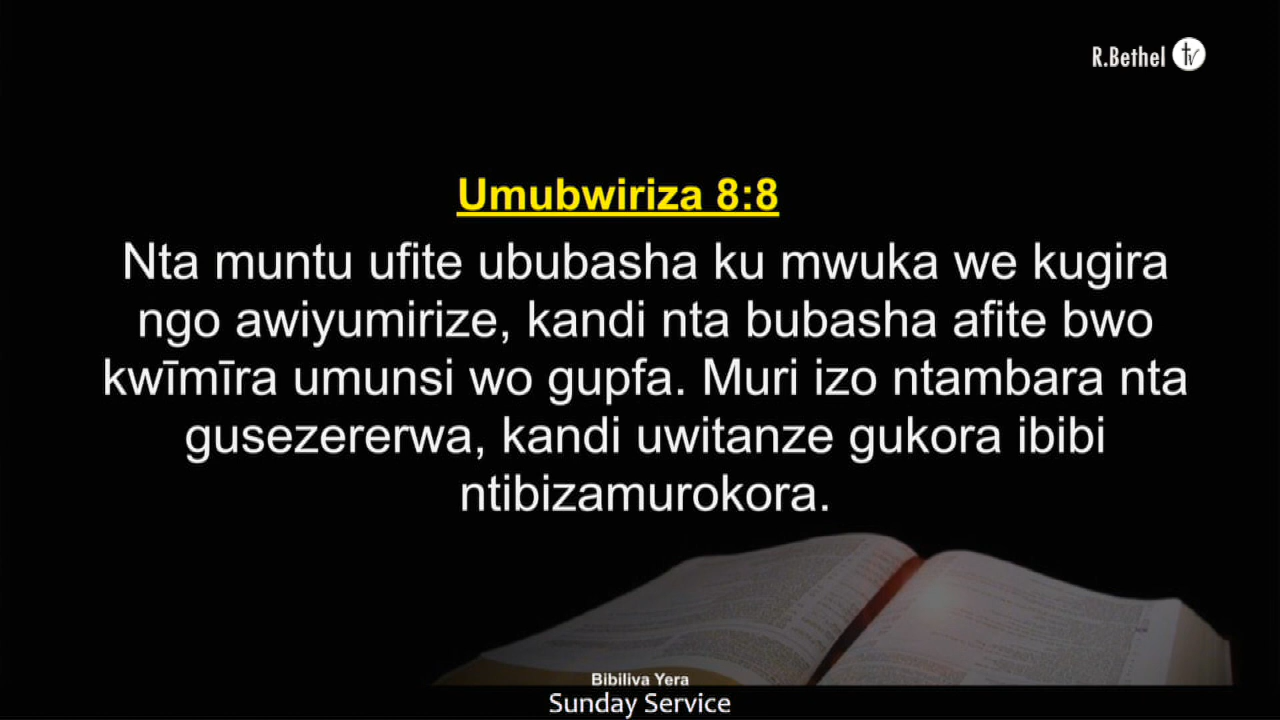 R.Bethel tv
Umubwiriza 8:8
Nta muntu ufite ububasha ku mwuka we kugira
ngo awiyumirize, kandi nta bubasha afite bwo
kwīmīra umunsi wo gupfa. Muri izo ntambara nta
gusezererwa, kandi uwitanze gukora ibibi
ntibizamurokora.
Bibiliya Yera
Sunday Service